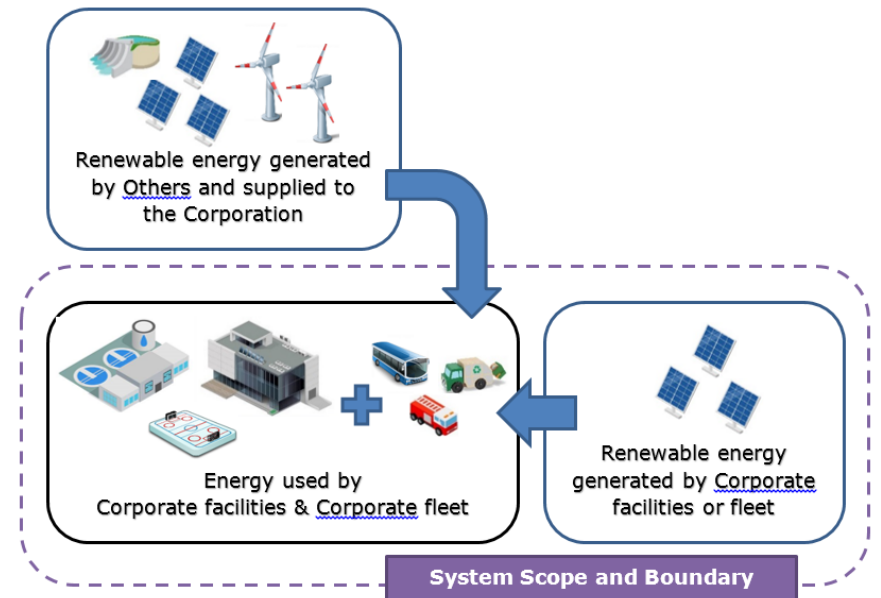 Renewable energy generated
by Others and supplied to
the Corporation
Energy used by
Corporate facilities & Corporate fleet
Renewable energy
generated by Corporate
facilities or fleet
System Scope and Boundary